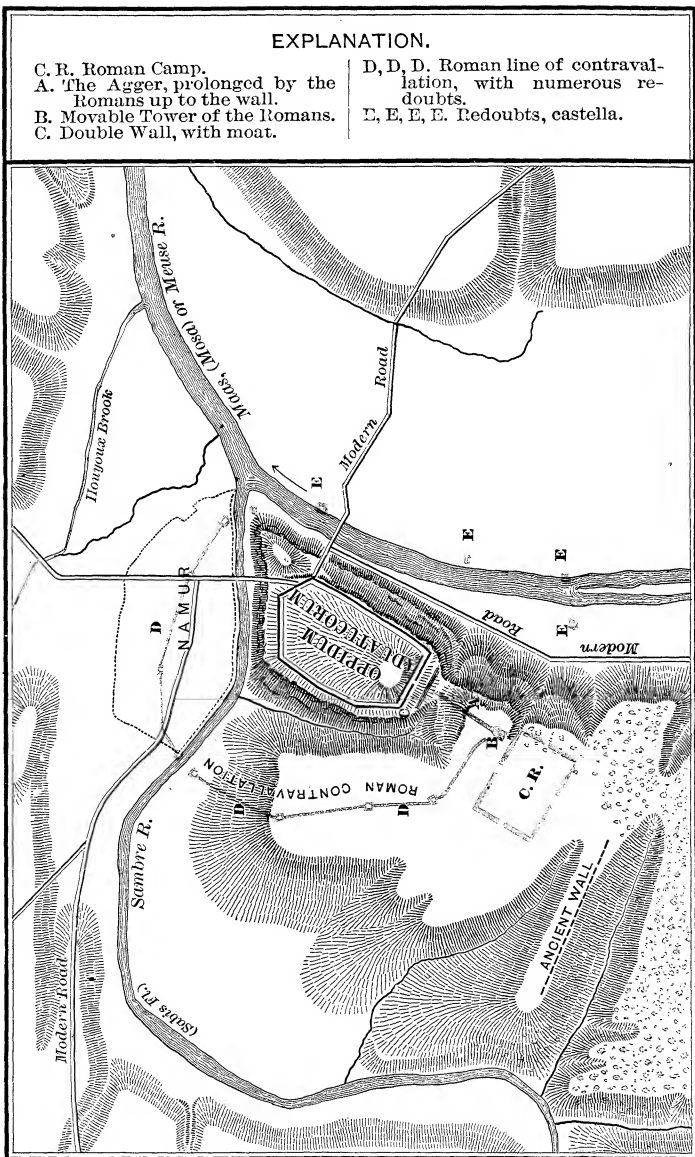 EXPLANATION.
C. R. Roman Camp.
A. The Agger, prolonged by the
Romans up to the wall.
B. Movable Tower of the Romans.
C. Double Wall, with moat.
D, D, D. Roman line of contraval-
lation, with numerous re-
doubts.
E, E, E, E. Redoubts, castella.
Maas, (Mosa) or Meuse R.
Houyoux Brook
Modern
Road
E
NAMUR
D
OPPIDUM
ADUATUCORUM
E
E
E
Modern
Road
A
B
C. R.
ROMAN CONTRAVALLATION
D
D
Sambre R.
(Sabis Fl.)
Modern Road
ANCIENT WALL